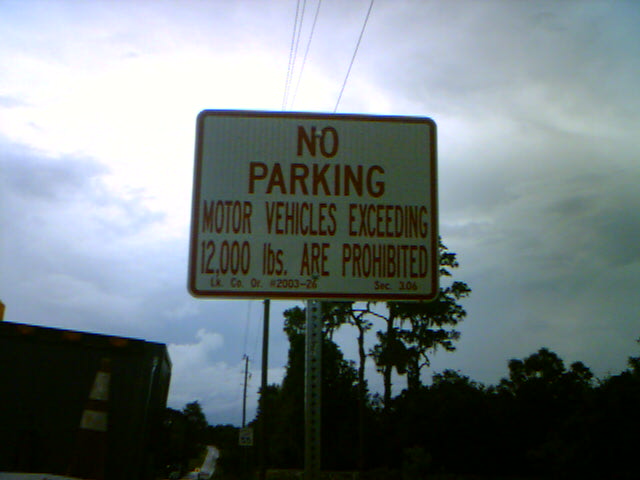 NO
PARKING
MOTOR VEHICLES EXCEEDING
12,000 lbs. ARE PROHIBITED
Lk. Co. Or. #2003-26 Sec. 3.06